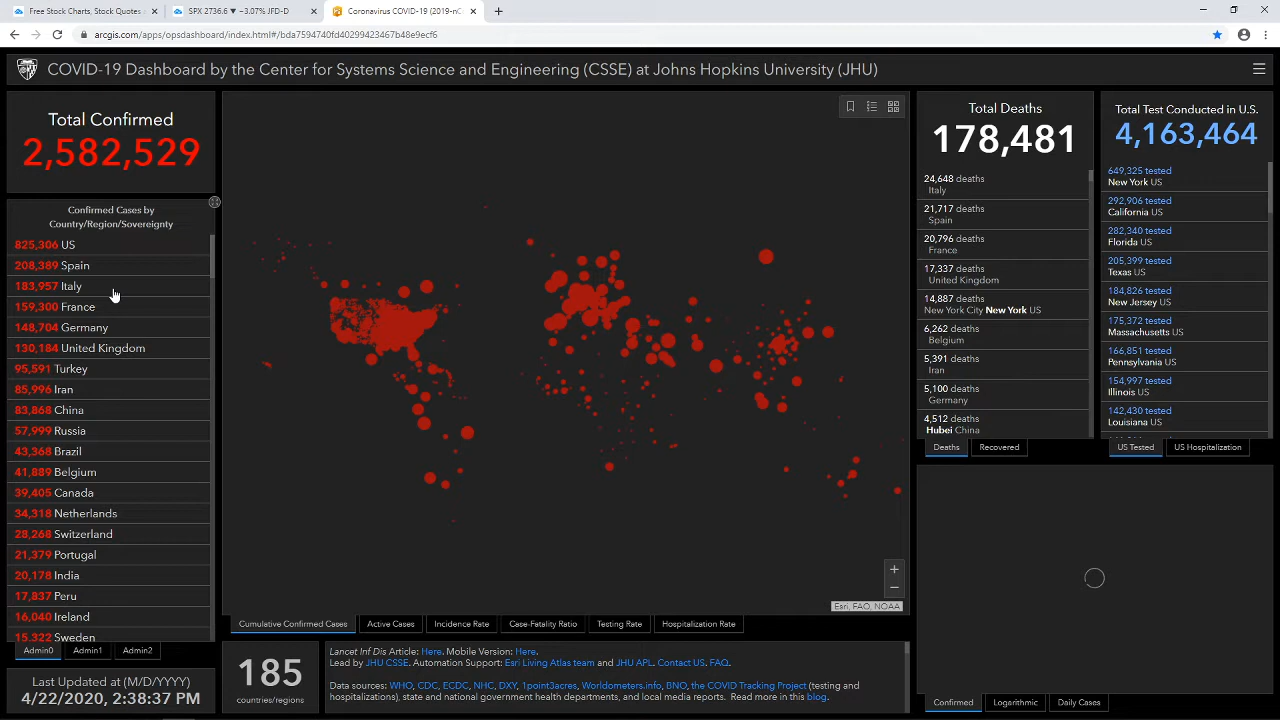 Free Stock Charts, Stock Quotes
SPX 2736.6 ▼ −3.07% JFD-D
Coronavirus COVID-19 (2019-nC
arcgis.com/apps/opsdashboard/index.html#/bda7594740fd40299423467b48e9ecf6
COVID-19 Dashboard by the Center for Systems Science and Engineering (CSSE) at Johns Hopkins University (JHU)
Total Confirmed
2,582,529
Confirmed Cases by
Country/Region/Sovereignty
825,306 US
208,389 Spain
183,957 Italy
159,300 France
148,704 Germany
130,184 United Kingdom
95,591 Turkey
85,996 Iran
83,868 China
57,999 Russia
43,368 Brazil
41,889 Belgium
39,405 Canada
34,318 Netherlands
28,268 Switzerland
21,379 Portugal
20,178 India
17,837 Peru
16,040 Ireland
15,322 Sweden
Admin0
Admin1
Admin2
Last Updated at (M/D/YYYY)
4/22/2020, 2:38:37 PM
+
−
Esri, FAO, NOAA
Cumulative Confirmed Cases
Active Cases
Incidence Rate
Case-Fatality Ratio
Testing Rate
Hospitalization Rate
185
countries/regions
Lancet Inf Dis Article: Here. Mobile Version: Here.
Lead by JHU CSSE. Automation Support: Esri Living Atlas team and JHU APL. Contact US. FAQ.
Data sources: WHO, CDC, ECDC, NHC, DXY, 1point3acres, Worldometers.info, BNO, the COVID Tracking Project (testing and
hospitalizations), state and national government health departments, and local media reports. Read more in this blog.
Total Deaths
178,481
24,648 deaths
Italy
21,717 deaths
Spain
20,796 deaths
France
17,337 deaths
United Kingdom
14,887 deaths
New York City New York US
6,262 deaths
Belgium
5,391 deaths
Iran
5,100 deaths
Germany
4,512 deaths
Hubei China
Deaths
Recovered
Total Test Conducted in U.S.
4,163,464
649,325 tested
New York US
292,906 tested
California US
282,340 tested
Florida US
205,399 tested
Texas US
184,826 tested
New Jersey US
175,372 tested
Massachusetts US
166,851 tested
Pennsylvania US
154,997 tested
Illinois US
142,430 tested
Louisiana US
US Tested
US Hospitalization
Confirmed
Logarithmic
Daily Cases